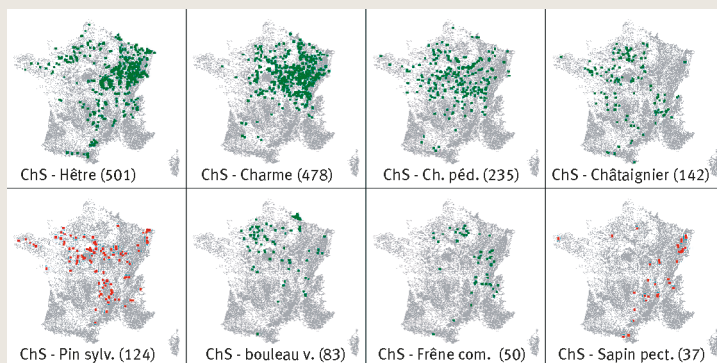 ChS - Hêtre (501)
ChS - Charme (478)
ChS - Ch. péd. (235)
ChS - Châtaignier (142)
ChS - Pin sylv. (124)
ChS - bouleau v. (83)
ChS - Frêne com. (50)
ChS - Sapin pect. (37)